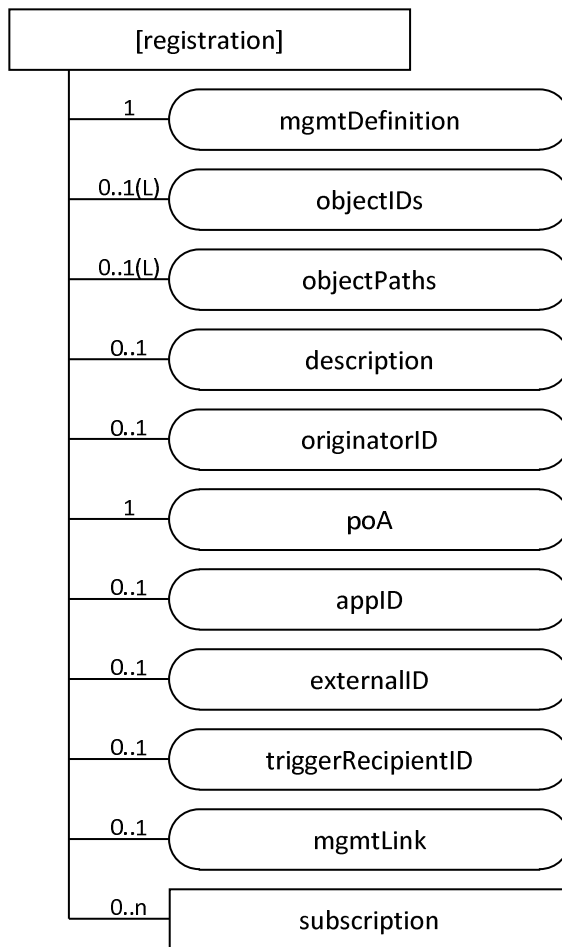 [registration]
1
mgmtDefinition
0..1(L)
objectIDs
0..1(L)
objectPaths
0..1
description
0..1
originatorID
1
poA
0..1
appID
0..1
externalID
0..1
triggerRecipientID
0..1
mgmtLink
0..n
subscription